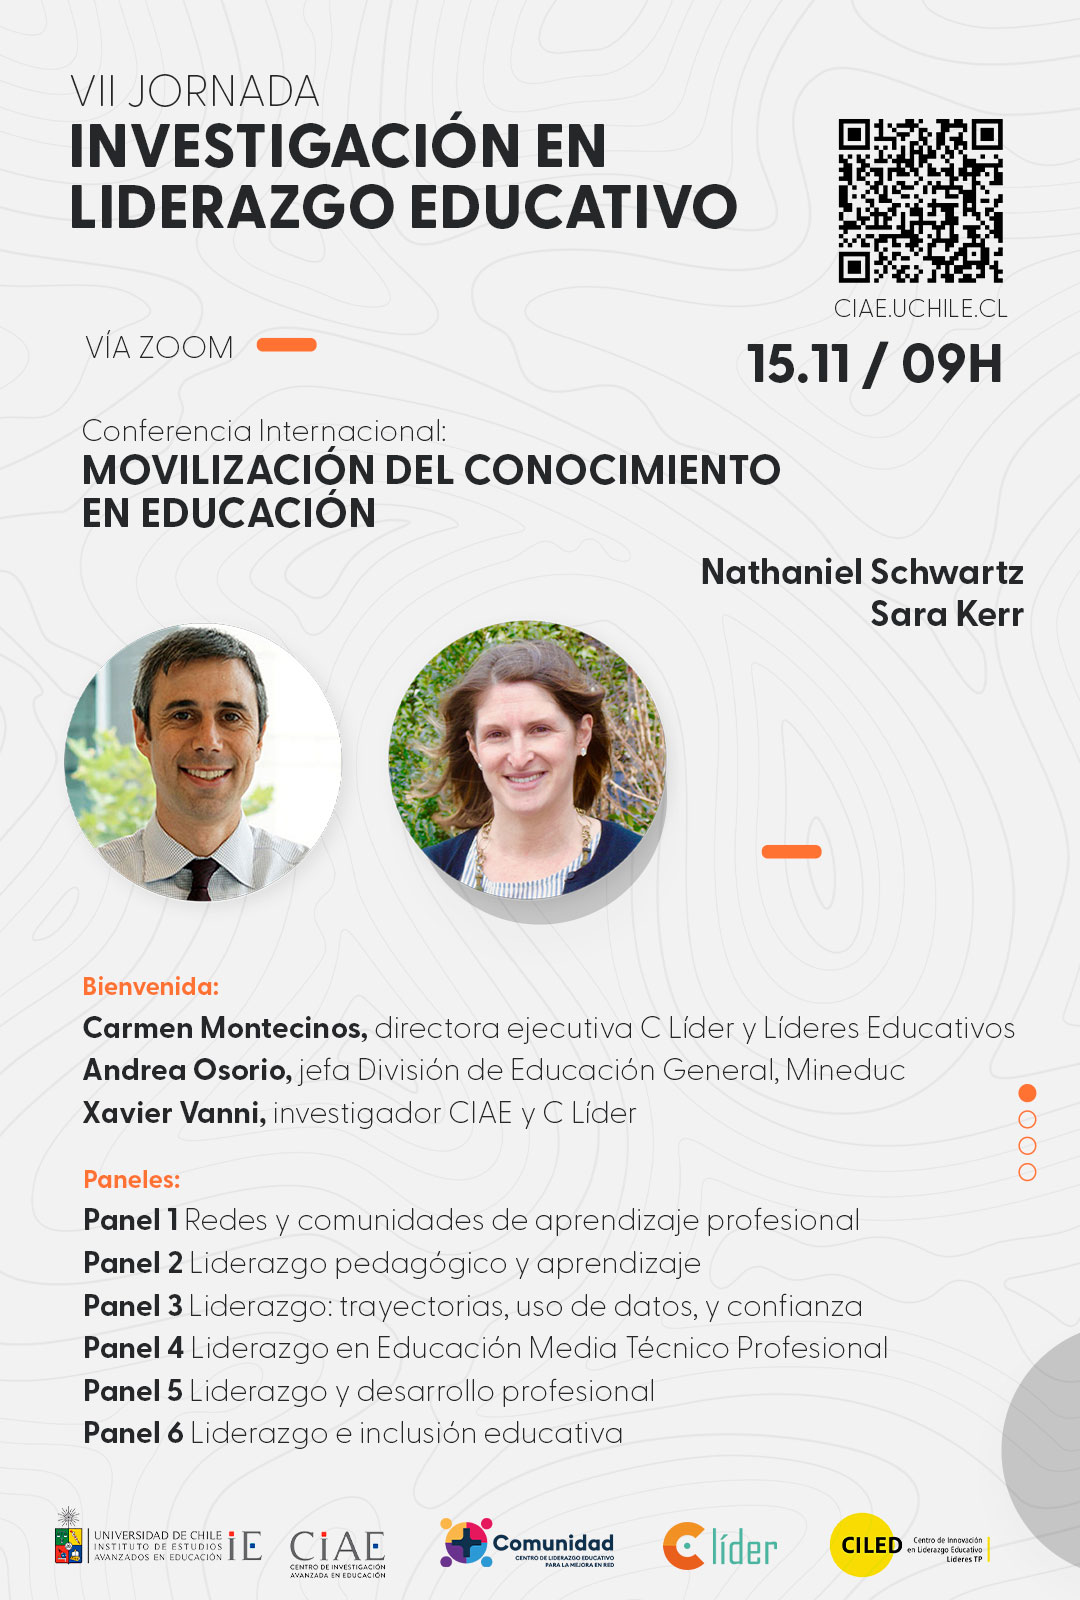 VII JORNADA
INVESTIGACIÓN EN
LIDERAZGO EDUCATIVO
CIAE.UCHILE.CL
VÍA ZOOM
15.11 / 09H
Conferencia Internacional:
MOVILIZACIÓN DEL CONOCIMIENTO
EN EDUCACIÓN
Nathaniel Schwartz
Sara Kerr
Bienvenida:
Carmen Montecinos, directora ejecutiva C Líder y Líderes Educativos
Andrea Osorio, jefa División de Educación General, Mineduc
Xavier Vanni, investigador CIAE y C Líder
Paneles:
Panel 1 Redes y comunidades de aprendizaje profesional
Panel 2 Liderazgo pedagógico y aprendizaje
Panel 3 Liderazgo: trayectorias, uso de datos, y confianza
Panel 4 Liderazgo en Educación Media Técnico Profesional
Panel 5 Liderazgo y desarrollo profesional
Panel 6 Liderazgo e inclusión educativa
UNIVERSIDAD DE CHILE
INSTITUTO DE ESTUDIOS
AVANZADOS EN EDUCACIÓN
iE
CiAE
CENTRO DE INVESTIGACIÓN
AVANZADA EN EDUCACIÓN
Comunidad
CENTRO DE LIDERAZGO EDUCATIVO
PARA LA MEJORA EN RED
C líder
CILED
Centro de Innovación
en Liderazgo Educativo
Líderes TP